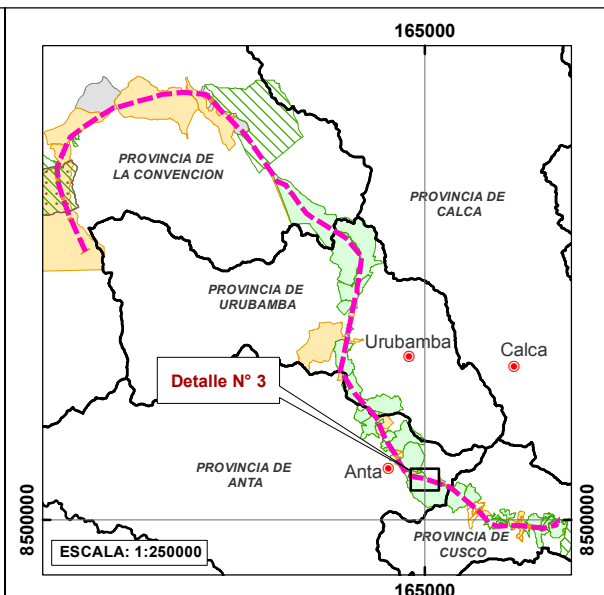 165000
PROVINCIA DE
LA CONVENCION
PROVINCIA DE
CALCA
PROVINCIA DE
URUBAMBA
Urubamba
Calca
Detalle N° 3
PROVINCIA DE
ANTA
Anta
8500000
8500000
ESCALA: 1:250000
PROVINCIA DE
CUSCO
165000